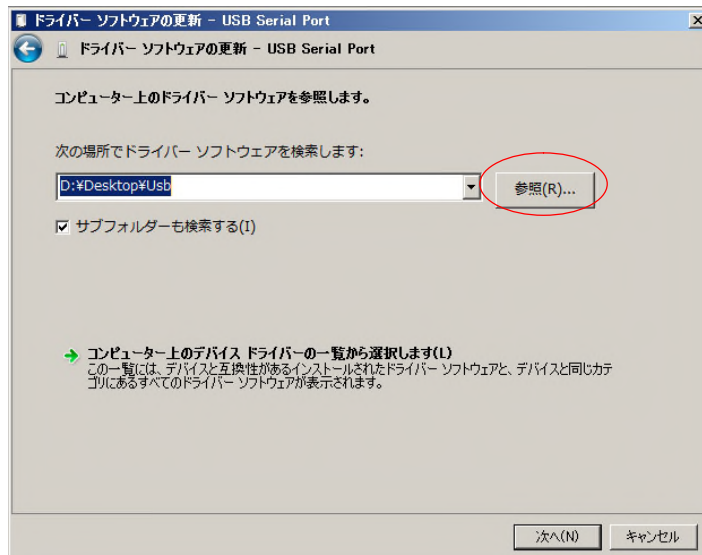 ドライバー ソフトウェアの更新 - USB Serial Port
ドライバー ソフトウェアの更新 - USB Serial Port
コンピューター上のドライバー ソフトウェアを参照します。
次の場所でドライバー ソフトウェアを検索します:
D:¥Desktop¥Usb
参照(R)...
サブフォルダーも検索する(I)
コンピューター上のデバイス ドライバーの一覧から選択します(L)
この一覧には、デバイスと互換性があるインストールされたドライバー ソフトウェアと、デバイスと同じカテ
ゴリにあるすべてのドライバー ソフトウェアが表示されます。
次へ(N)
キャンセル